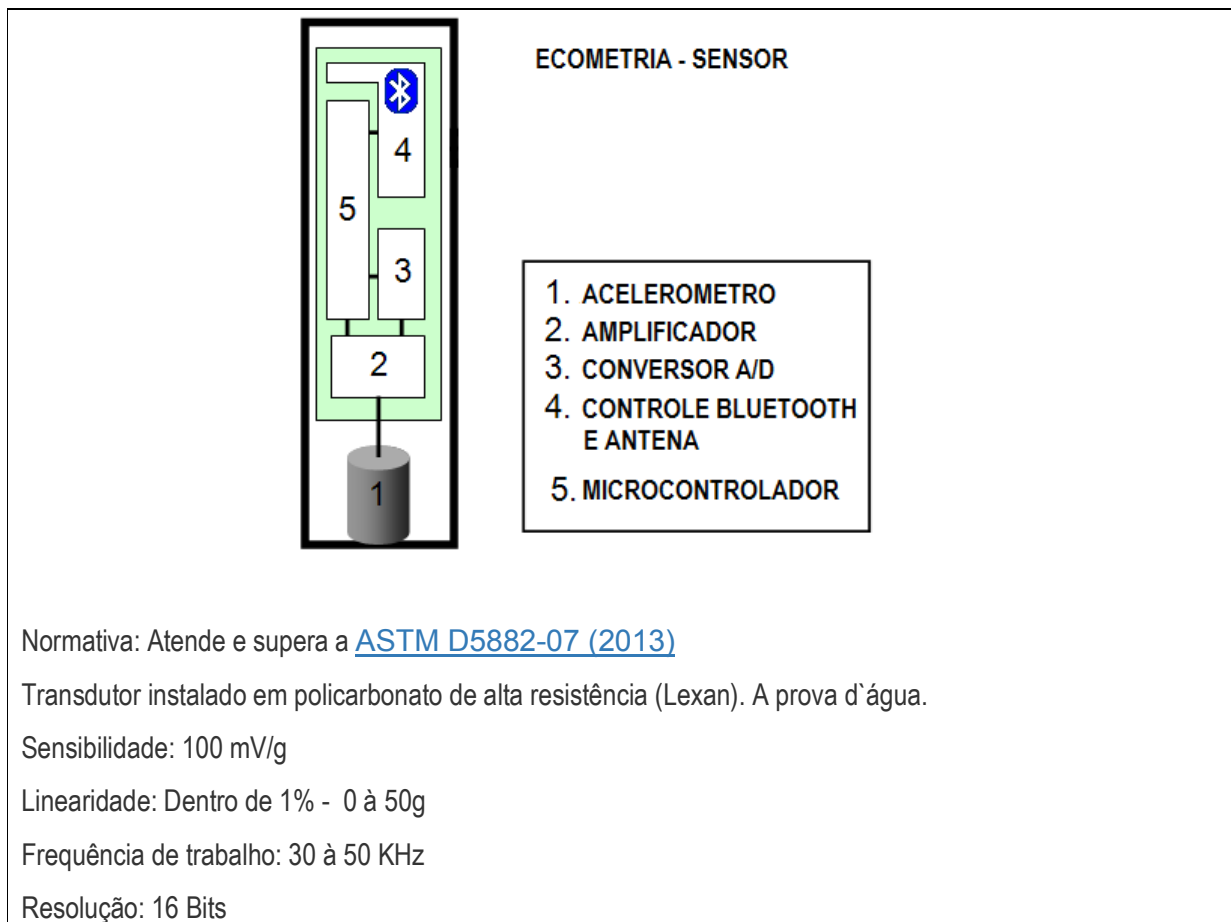 ECOMETRIA - SENSOR
4
5
3
2
1
1. ACELEROMETRO
2. AMPLIFICADOR
3. CONVERSOR A/D
4. CONTROLE BLUETOOTH
E ANTENA
5. MICROCONTROLADOR
Normativa: Atende e supera a ASTM D5882-07 (2013)
Transdutor instalado em policarbonato de alta resistência (Lexan). A prova d`água.
Sensibilidade: 100 mV/g
Linearidade: Dentro de 1% - 0 à 50g
Frequência de trabalho: 30 à 50 KHz
Resolução: 16 Bits